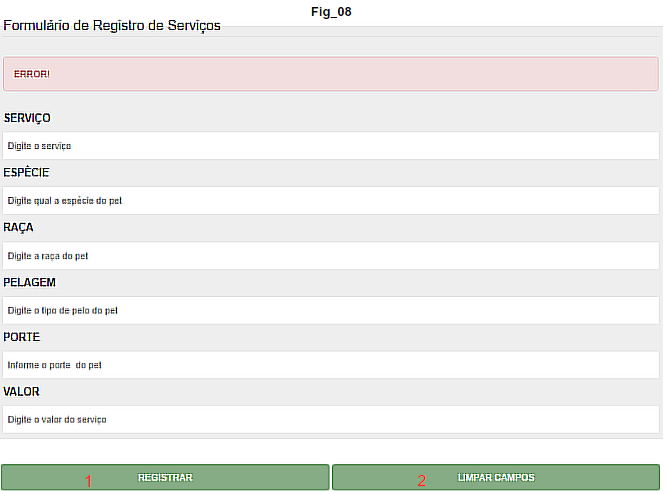 Fig_08
Formulário de Registro de Serviços
ERROR!
SERVIÇO
Digite o serviço
ESPÉCIE
Digite qual a espécie do pet
RAÇA
Digite a raça do pet
PELAGEM
Digite o tipo de pelo do pet
PORTE
Informe o porte do pet
VALOR
Digite o valor do serviço
1 REGISTRAR 2 LIMPAR CAMPOS